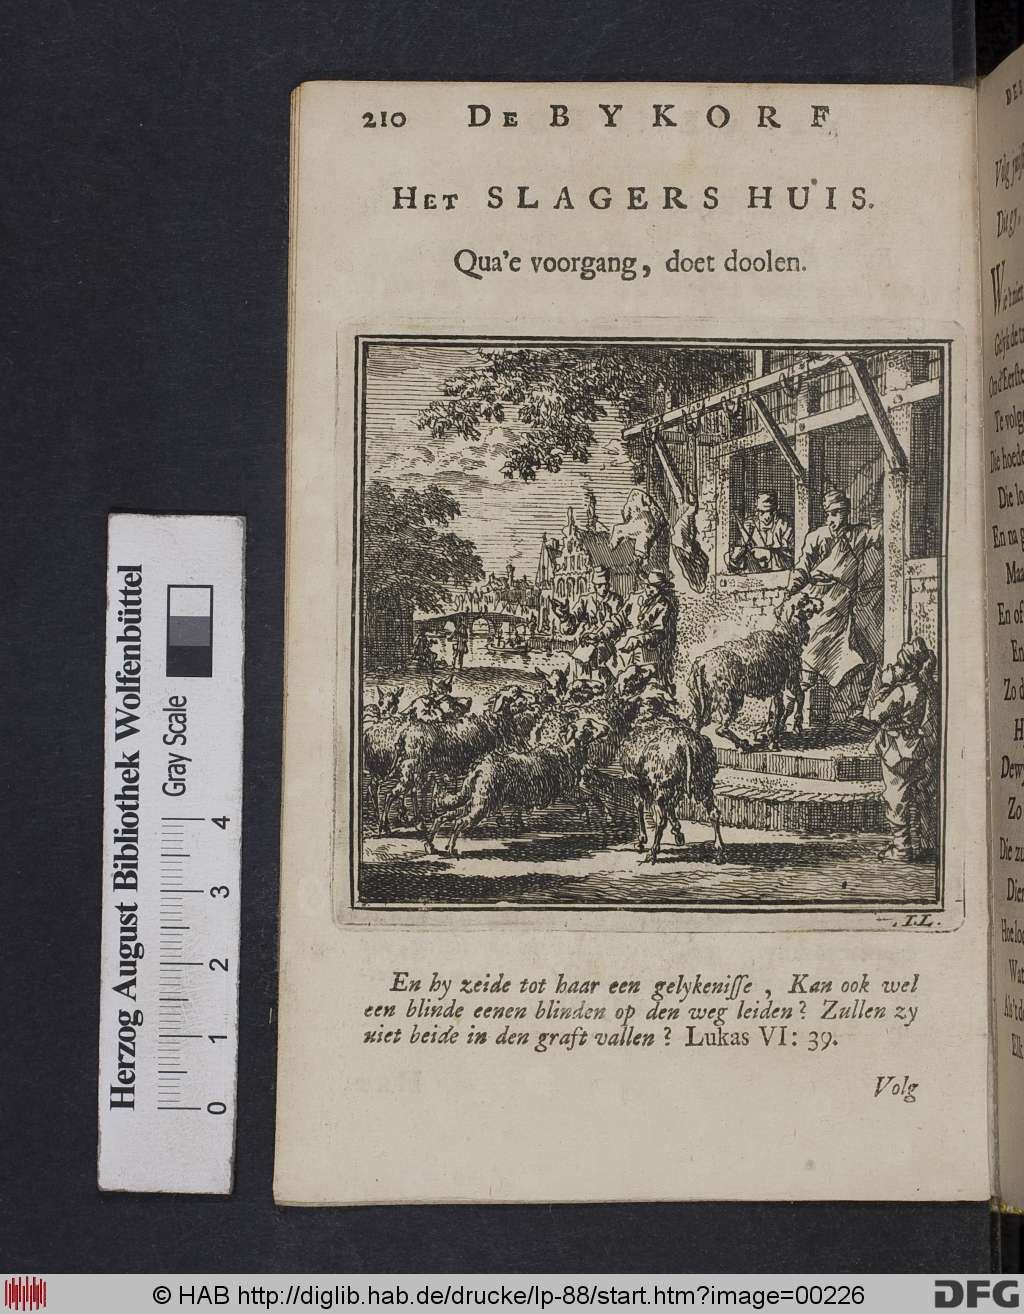 210 DE BYKORF
HET SLAGERS HUIS.
Qua'e voorgang, doet doolen.
I.L.
En hy zeide tot haar een gelykenisse, Kan ook wel
een blinde eenen blinden op den weg leiden? Zullen zy
niet beide in den graft vallen? Lukas VI: 39.
Volg
Herzog August Bibliothek Wolfenbüttel
Gray Scale
0 1 2 3 4
© HAB http://diglib.hab.de/drucke/lp-88/start.htm?image=00226
DFG